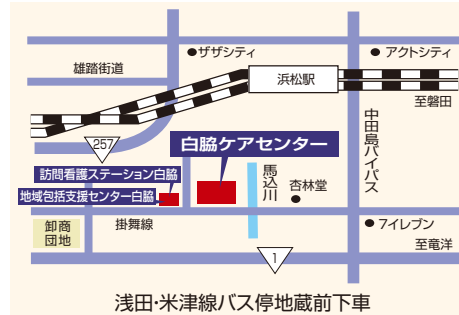 ザザシティ
アクトシティ
雄踏街道
浜松駅
至磐田
257
白脇ケアセンター
中田島バイパス
訪問看護ステーション白脇
地域包括支援センター白脇
馬込川
杏林堂
掛舞線
アイレブン
卸商
団地
至竜洋
1
浅田・米津線バス停地蔵前下車